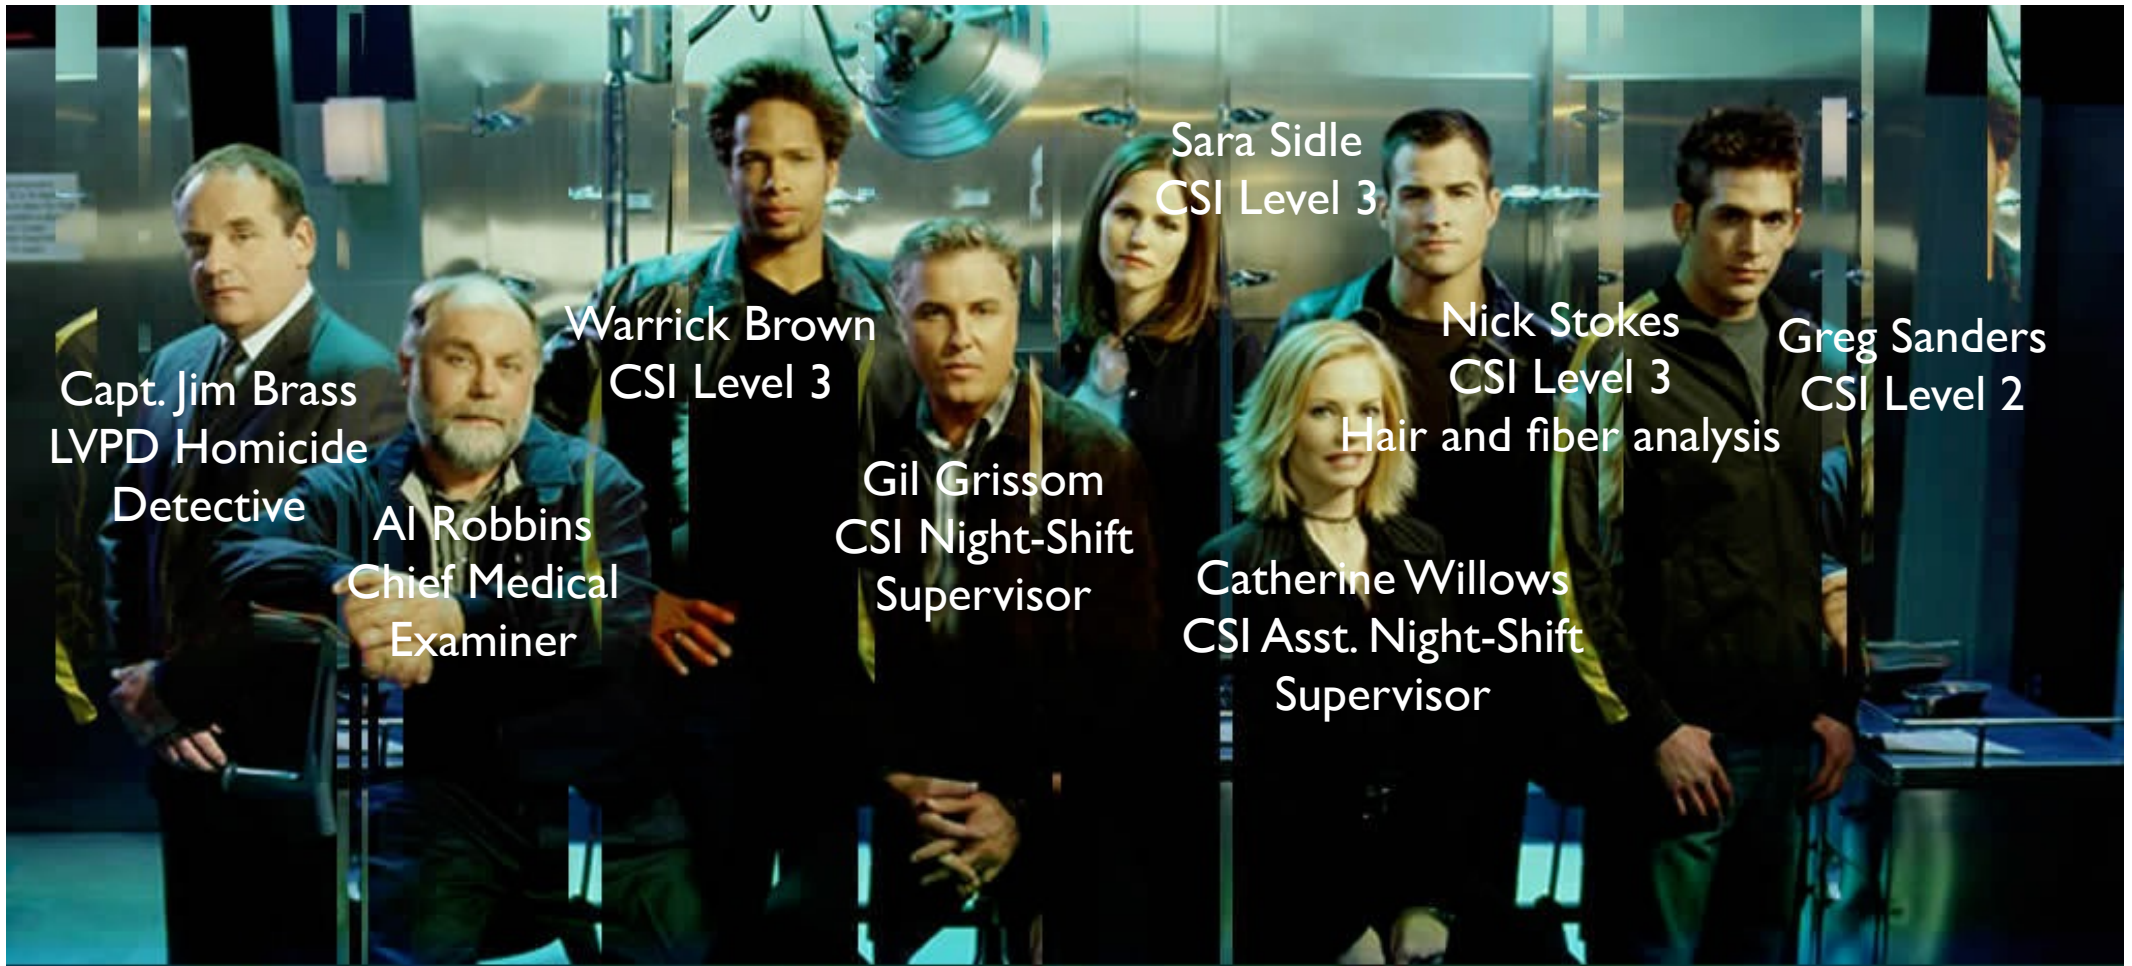 Capt. Jim Brass
LVPD Homicide
Detective
Al Robbins
Chief Medical
Examiner
Warrick Brown
CSI Level 3
Gil Grissom
CSI Night-Shift
Supervisor
Sara Sidle
CSI Level 3
Catherine Willows
CSI Asst. Night-Shift
Supervisor
Nick Stokes
CSI Level 3
Hair and fiber analysis
Greg Sanders
CSI Level 2